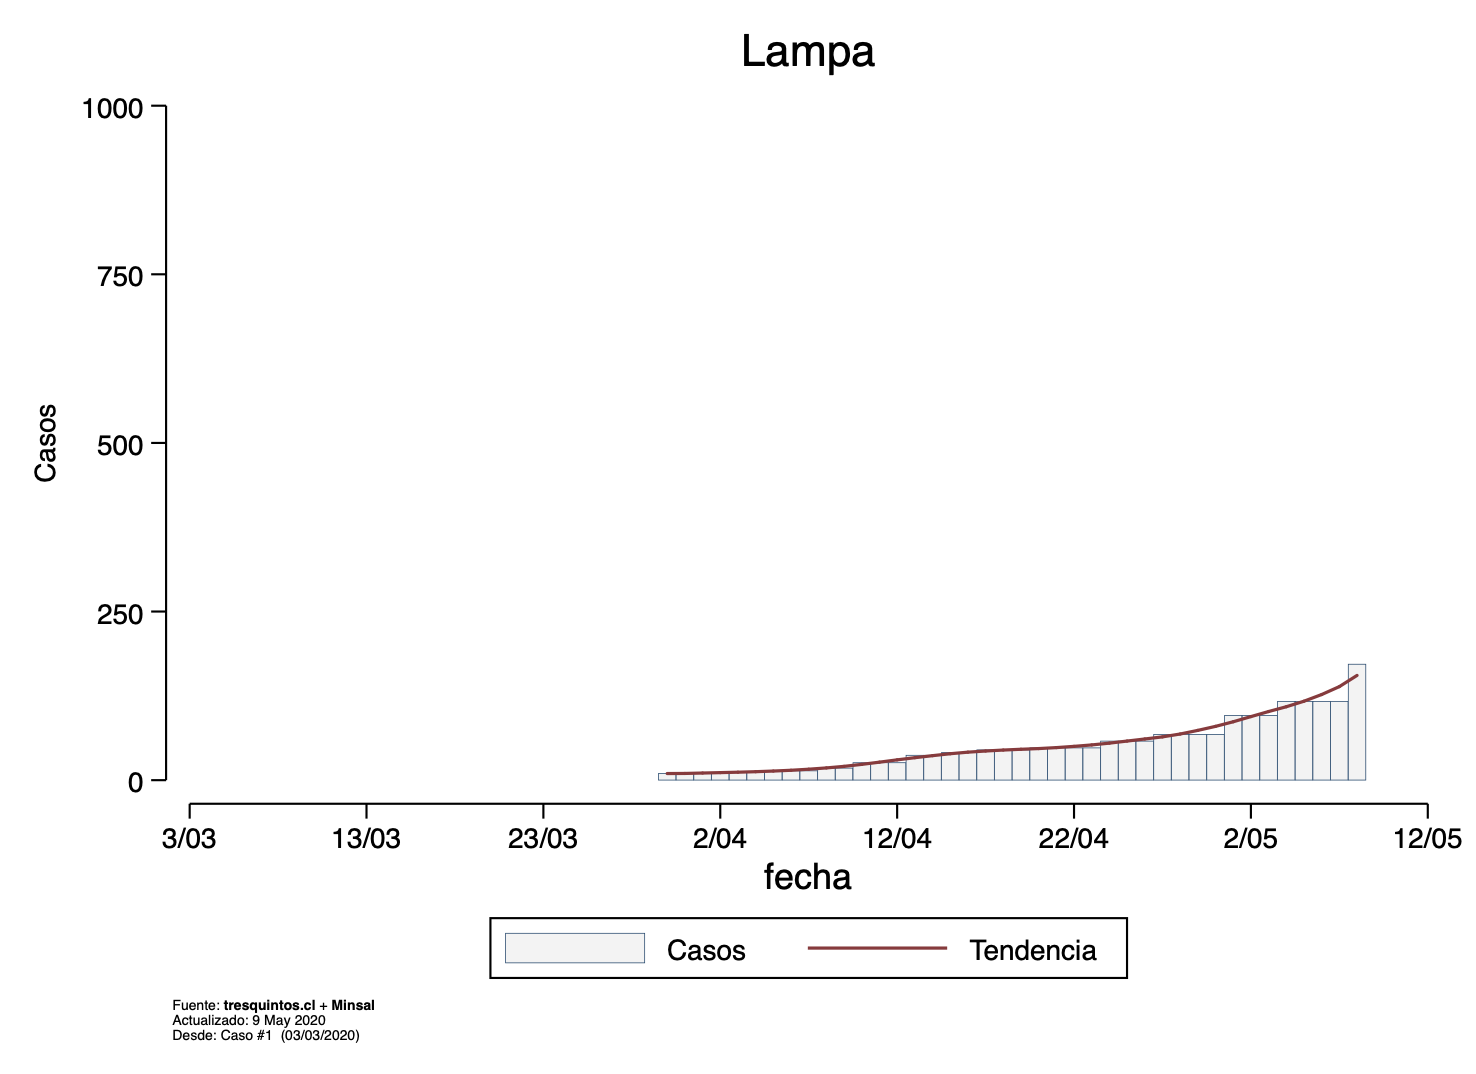 Lampa
1000
750
500
250
0
Casos
3/03 13/03 23/03 2/04 12/04 22/04 2/05 12/05
fecha
Casos Tendencia
Fuente: tresquintos.cl + Minsal
Actualizado: 9 May 2020
Desde: Caso #1 (03/03/2020)